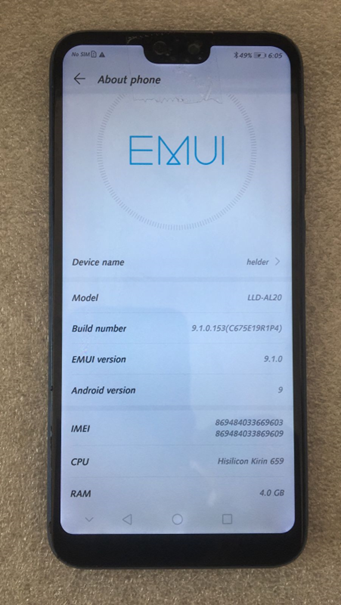 No SIM 49% 6:05
About phone
EMUI
Device name helder
Model LLD-AL20
Build number 9.1.0.153(C675E19R1P4)
EMUI version 9.1.0
Android version 9
IMEI 869484033669603
869484033869609
CPU Hisilicon Kirin 659
RAM 4.0 GB